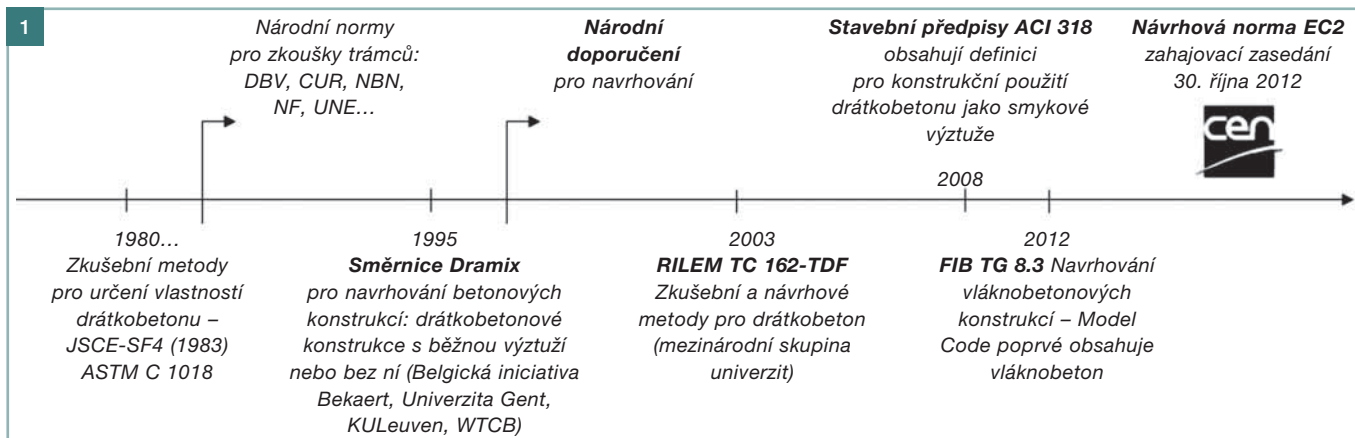 1
Národní normy
pro zkoušky trámců:
DBV, CUR, NBN,
NF, UNE…
Národní
doporučení
pro navrhování
Stavební předpisy ACI 318
obsahují definici
pro konstrukční použití
drátkobetonu jako smykové
výztuže
2008
Návrhová norma EC2
zahajovací zasedání
30. října 2012
cen
1980…
Zkušební metody
pro určení vlastností
drátkobetonu –
JSCE-SF4 (1983)
ASTM C 1018
1995
Směrnice Dramix
pro navrhování betonových
konstrukcí: drátkobetonové
konstrukce s běžnou výztuží
nebo bez ní (Belgická iniciativa
Bekaert, Univerzita Gent,
KULeuven, WTCB)
2003
RILEM TC 162-TDF
Zkušební a návrhové
metody pro drátkobeton
(mezinárodní skupina
univerzit)
2012
FIB TG 8.3 Navrhování
vláknobetonových
konstrukcí – Model
Code poprvé obsahuje
vláknobeton